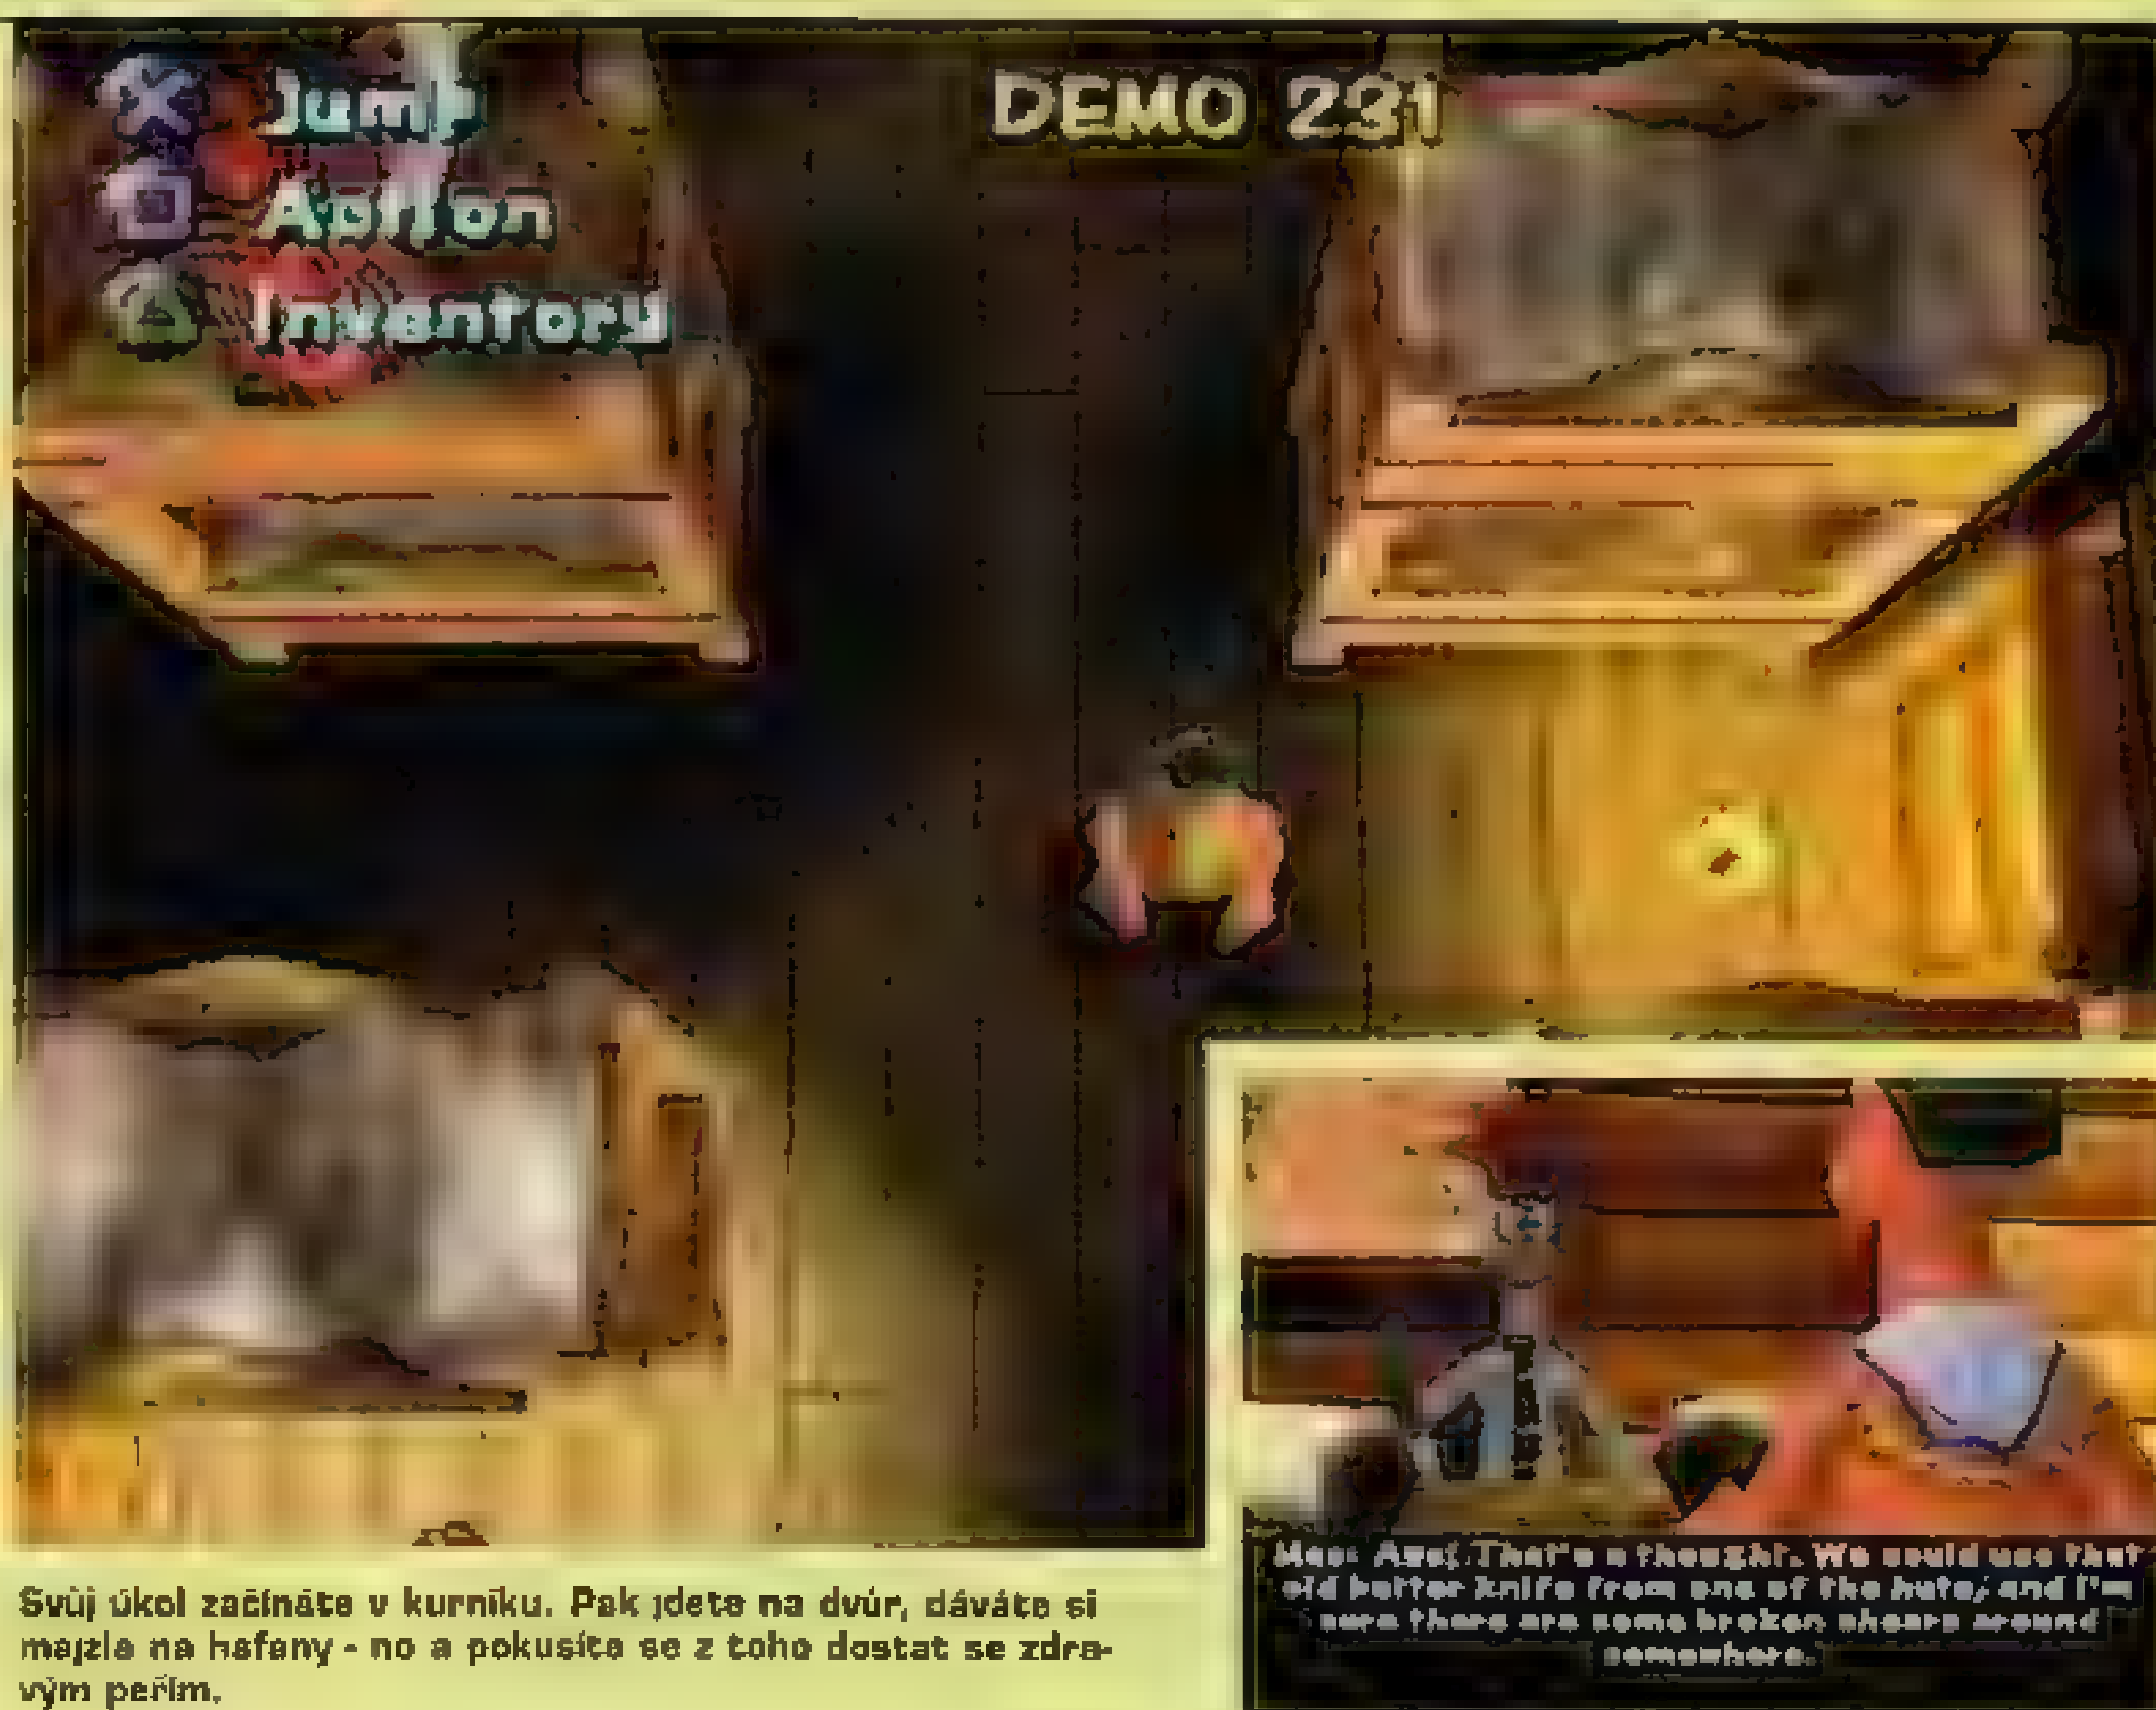 Jump
DEMO 231
Action
Inventory
Svůj úkol začínáte v kurníku. Pak jdete na dvůr, dáváte si
majzla na hafany - no a pokusíte se z toho dostat se zdra-
vým peřím.
That's a thought. We could use that
old butter knife from one of the huts, and I'm
sure there are some broken shears around
somewhere.